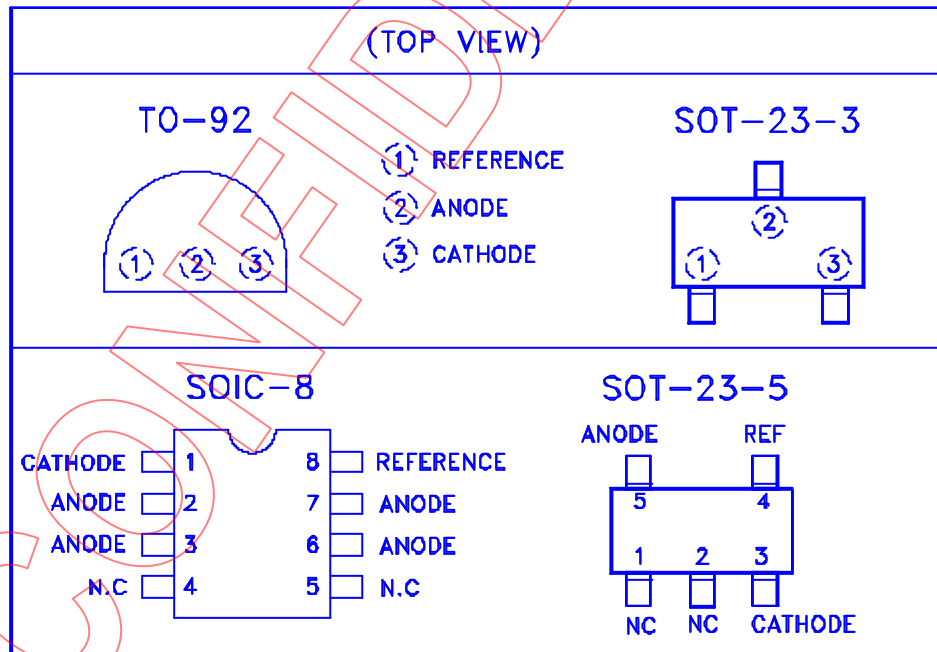 (TOP VIEW)
TO-92
1 REFERENCE
2 ANODE
3 CATHODE
1 2 3
SOT-23-3
2
1 3
SOIC-8
CATHODE 1 8 REFERENCE
ANODE 2 7 ANODE
ANODE 3 6 ANODE
N.C 4 5 N.C
SOT-23-5
ANODE REF
5 4
1 2 3
NC NC CATHODE